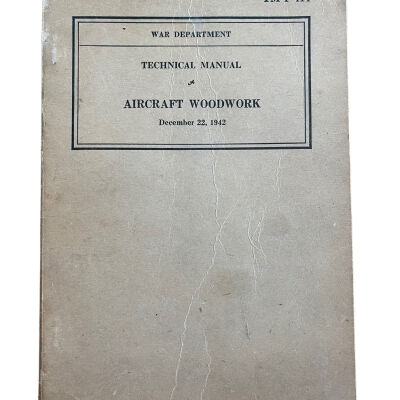 WAR DEPARTMENT
TECHNICAL MANUAL
AIRCRAFT WOODWORK
December 22, 1942